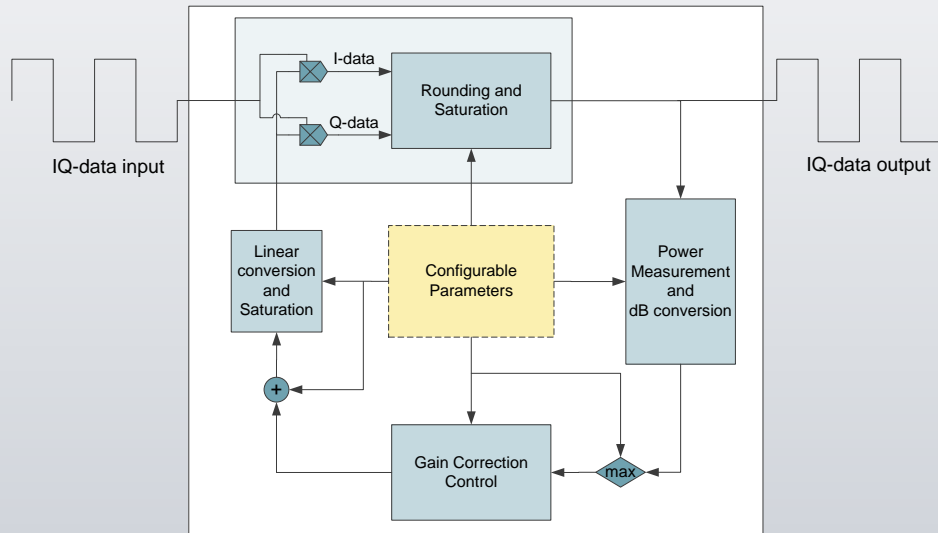 I-data
Q-data
Rounding and
Saturation
IQ-data input
IQ-data output
Linear
conversion
and
Saturation
Configurable
Parameters
Power
Measurement
and
dB conversion
+
Gain Correction
Control
max